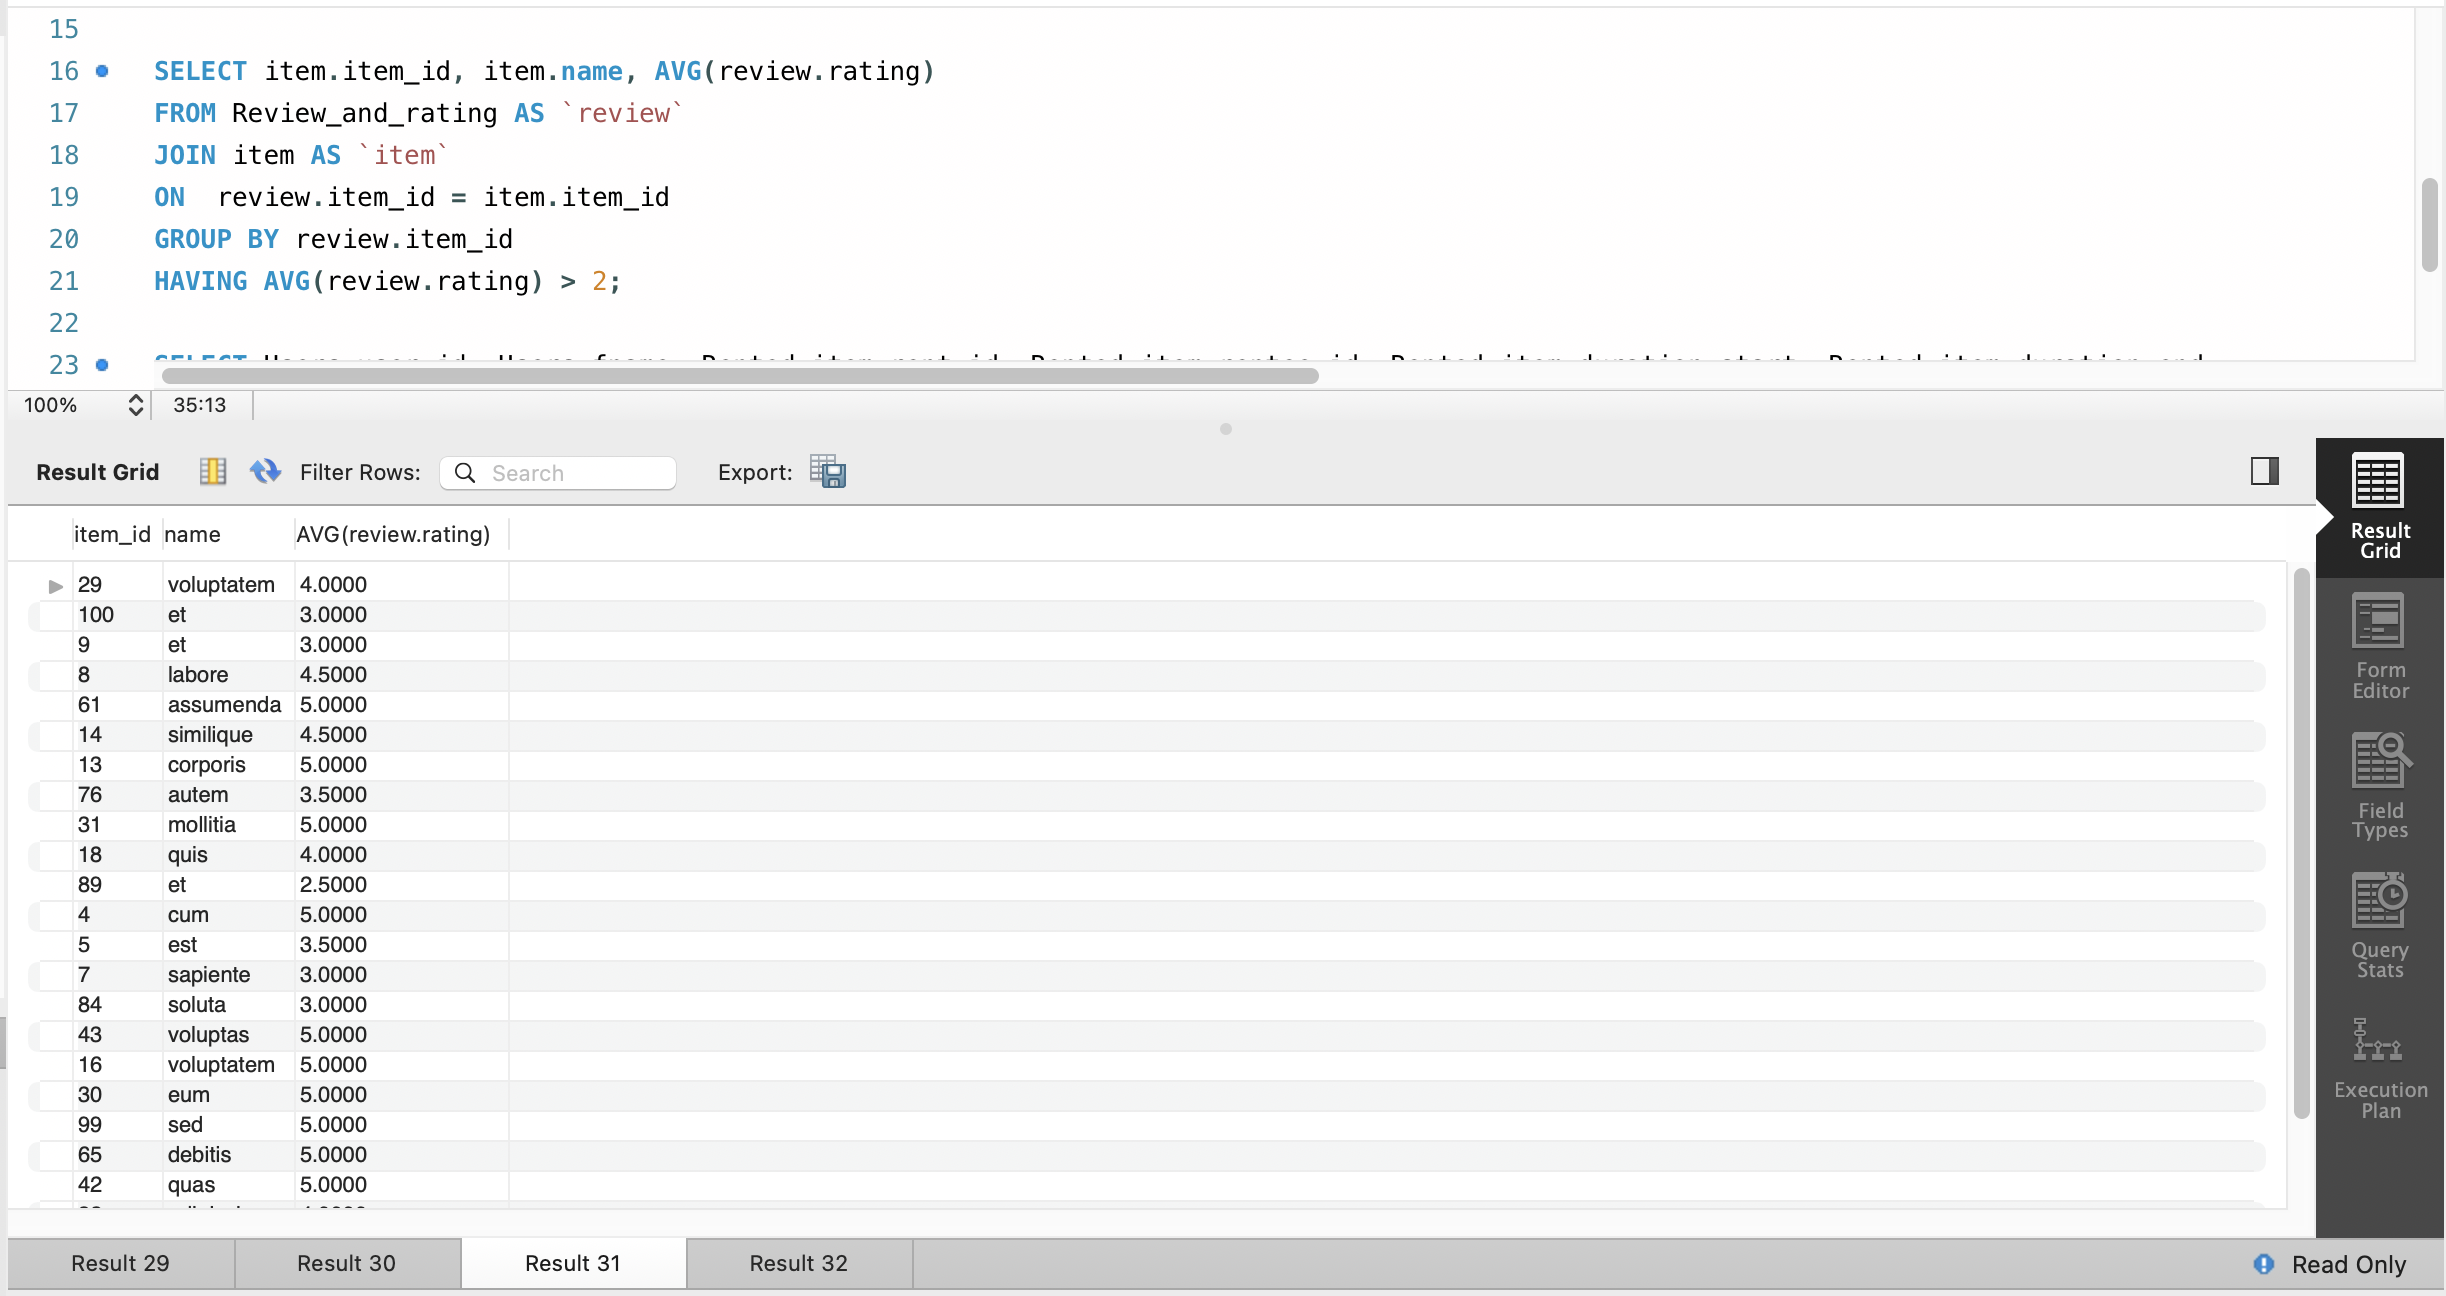 15
16 SELECT item.item_id, item.name, AVG(review.rating)
17 FROM Review_and_rating AS `review`
18 JOIN item AS `item`
19 ON  review.item_id = item.item_id
20 GROUP BY review.item_id
21 HAVING AVG(review.rating) > 2;
22
23
100% 35:13
Result Grid Filter Rows: Search Export:
item_id name AVG(review.rating)
29 voluptatem 4.0000
100 et 3.0000
9 et 3.0000
8 labore 4.5000
61 assumenda 5.0000
14 similique 4.5000
13 corporis 5.0000
76 autem 3.5000
31 mollitia 5.0000
18 quis 4.0000
89 et 2.5000
4 cum 5.0000
5 est 3.5000
7 sapiente 3.0000
84 soluta 3.0000
43 voluptas 5.0000
16 voluptatem 5.0000
30 eum 5.0000
99 sed 5.0000
65 debitis 5.0000
42 quas 5.0000
Result
Grid
Form
Editor
Field
Types
Query
Stats
Execution
Plan
Result 29 Result 30 Result 31 Result 32 Read Only